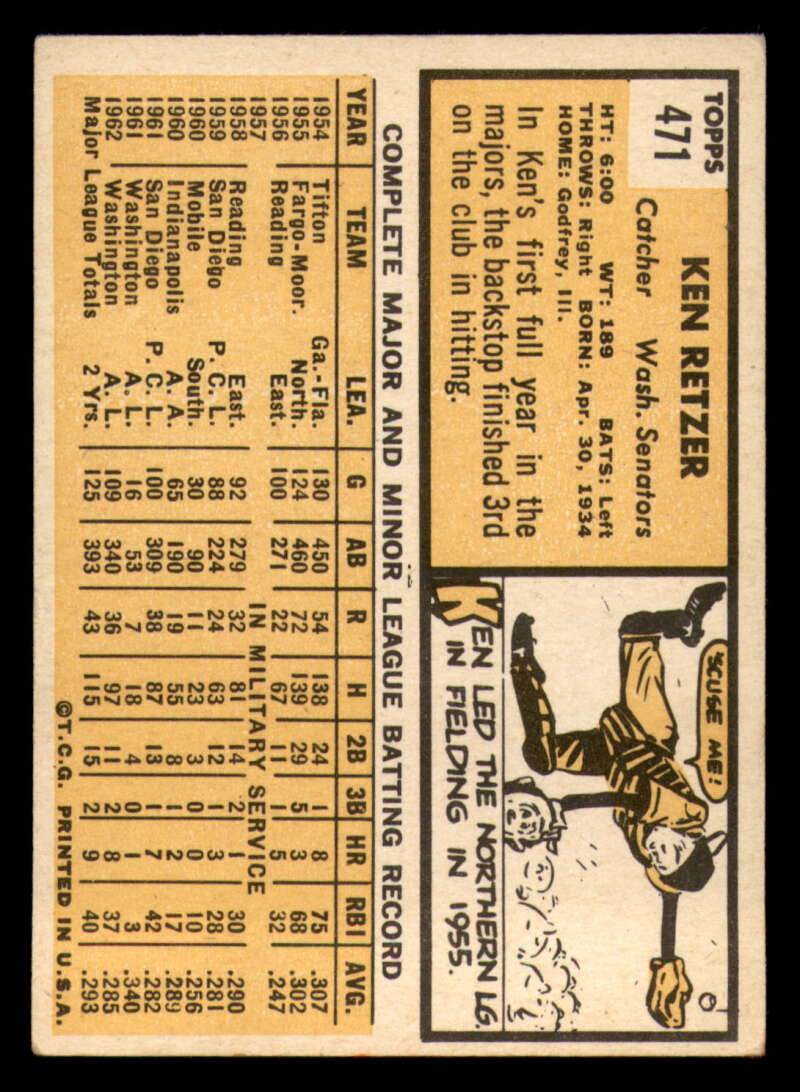 TOPPS
471
KEN RETZER
Catcher Wash. Senators
HT: 6:00 WT: 189 BATS: Left
THROWS: Right BORN: Apr. 30, 1934
HOME: Godfrey, Ill.
In Ken's first full year in the
majors, the backstop finished 3rd
on the club in hitting.
'SCUSE ME!
KEN LED THE NORTHERN LG.
IN FIELDING IN 1955.
COMPLETE MAJOR AND MINOR LEAGUE BATTING RECORD
YEAR TEAM LEA. G AB R H 2B 3B HR RBI AVG.
1954 Tifton Ga.-Fla. 130 450 54 138 24 1 8 75 .307
1955 Fargo-Moor. North. 124 460 72 139 29 5 3 68 .302
1956 Reading East. 100 271 22 67 11 1 5 32 .247
1957 IN MILITARY SERVICE
1958 Reading East. 92 279 32 81 14 2 1 30 .290
1959 San Diego P.C.L. 88 224 24 63 12 1 3 28 .281
1960 Mobile South. 30 90 11 23 3 0 0 10 .256
1960 Indianapolis A.A. 65 190 19 55 8 1 2 17 .289
1961 San Diego P.C.L. 100 309 38 87 13 1 7 42 .282
1961 Washington A.L. 16 53 7 18 4 0 1 3 .340
1962 Washington A.L. 109 340 36 97 11 2 8 37 .285
Major League Totals 2 Yrs. 125 393 43 115 15 2 9 40 .293
©T.C.G. PRINTED IN U.S.A.